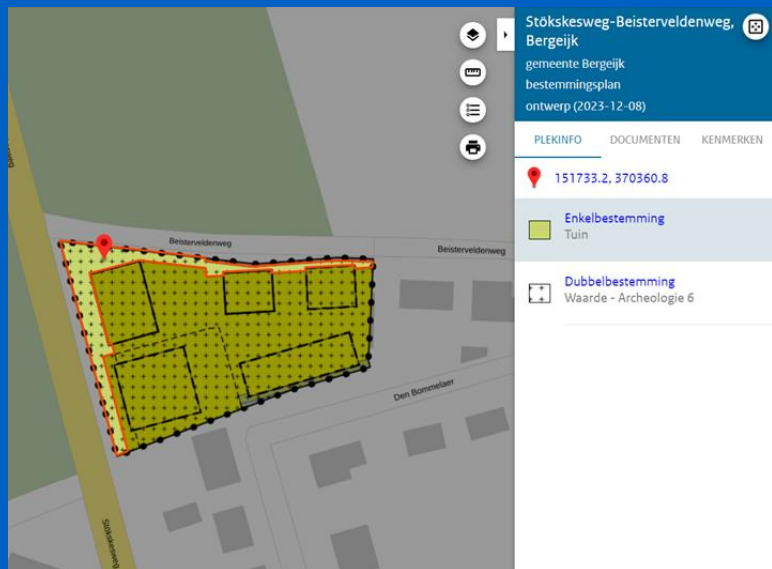 Stökskesweg-Beisterveldenweg,
Bergeijk
gemeente Bergeijk
bestemmingsplan
ontwerp (2023-12-08)
PLEKINFO DOCUMENTEN KENMERKEN
151733.2, 370360.8
Enkelbestemming
Tuin
Dubbelbestemming
Waarde - Archeologie 6
Beisterveldenweg
Beisterveldenweg
Den Bommelaer
Stökskesweg